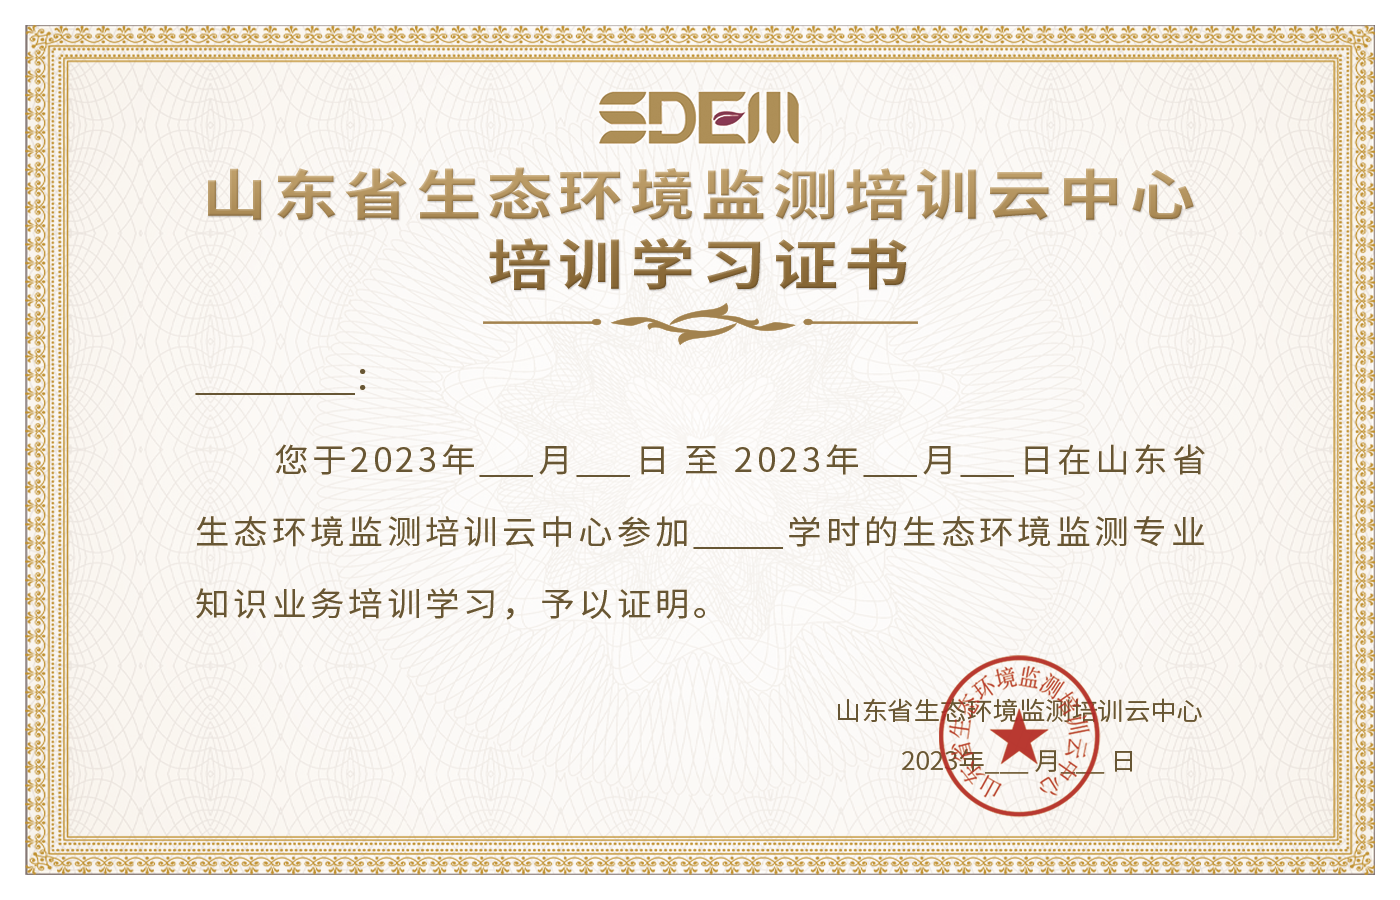 SDEM
山东省生态环境监测培训云中心
培训学习证书
________：
您于2023年___月___日 至 2023年___月___日在山东省
生态环境监测培训云中心参加_____学时的生态环境监测专业
知识业务培训学习，予以证明。
山东省生态环境监测培训云中心
2023年___月___日
山东省生态环境监测培训云中心